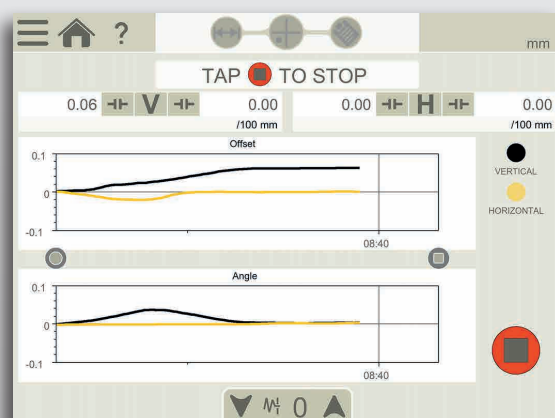 ?
mm
TAP TO STOP
0.06 V 0.00
/100 mm
0.00 H 0.00
/100 mm
Offset
0.1
0
-0.1
08:40
VERTICAL
HORIZONTAL
Angle
0.1
0
-0.1
08:40
0